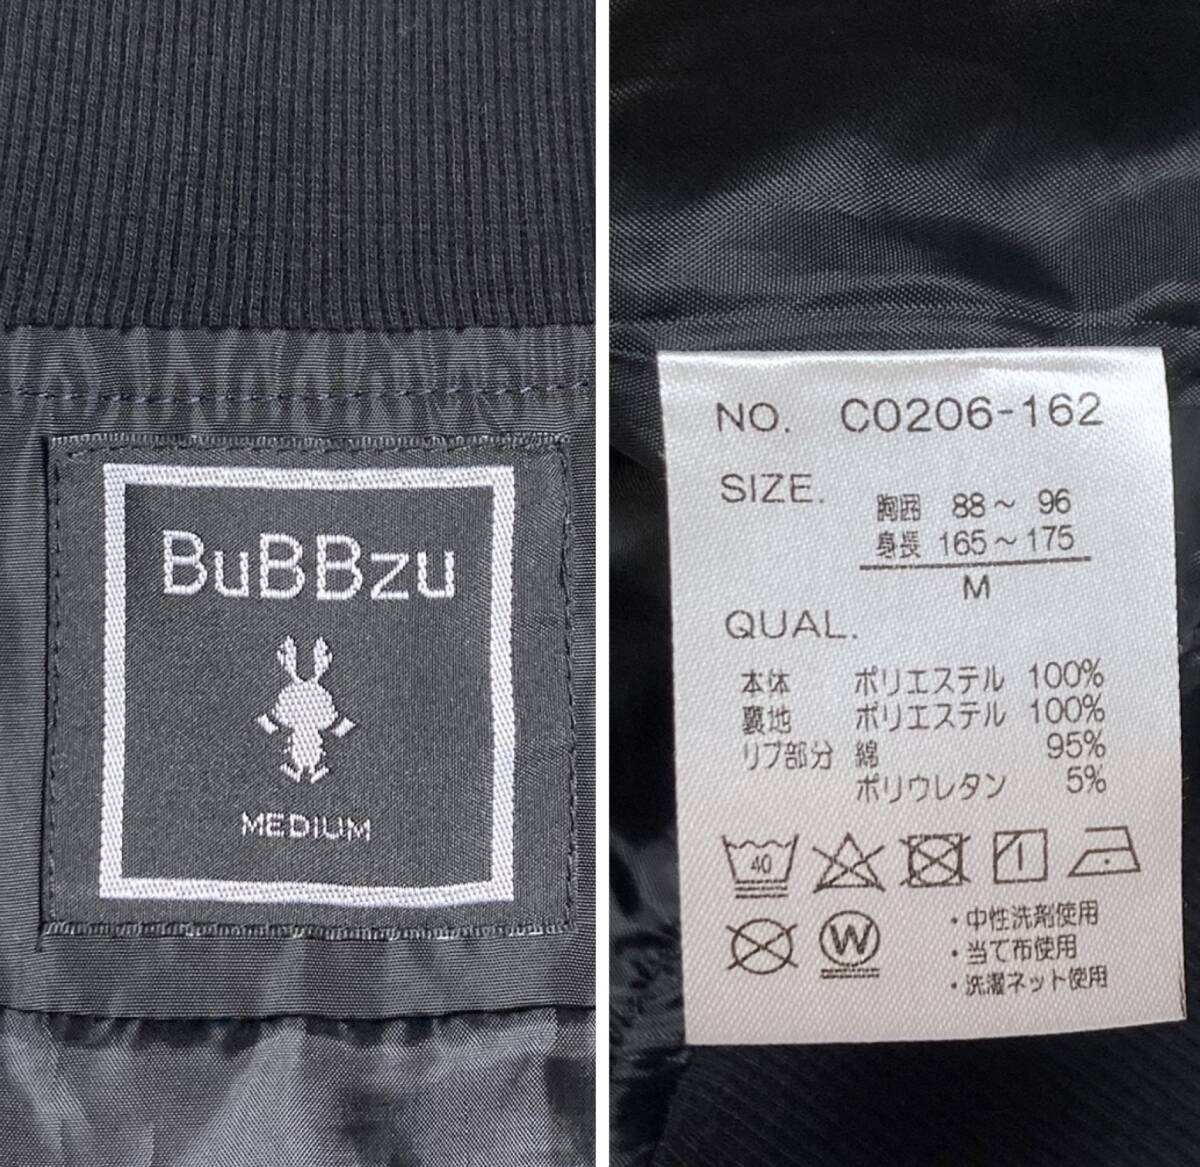 BuBBzu
MEDIUM
NO. C0206-162
SIZE.
胸囲 88～96
身長 165～175
M
QUAL.
本体 ポリエステル 100%
裏地 ポリエステル 100%
リブ部分 綿 95%
ポリウレタン 5%
40
W
・中性洗剤使用
・当て布使用
・洗濯ネット使用